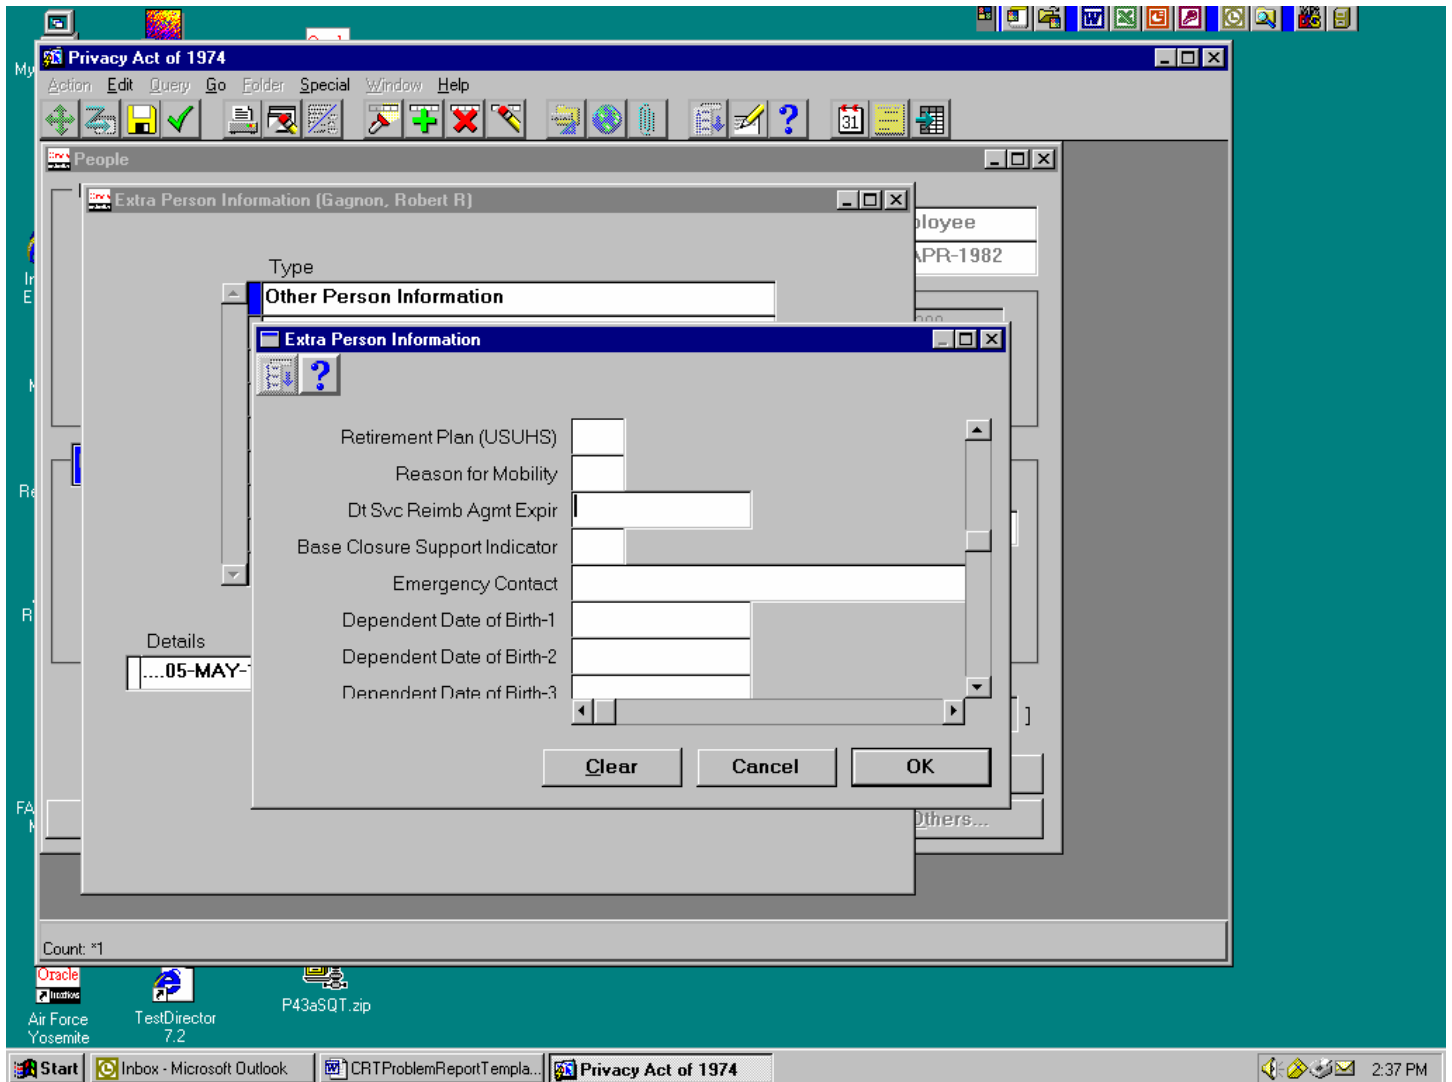 My
Privacy Act of 1974
Action Edit Query Go Folder Special Window Help
31
People
Extra Person Information (Gagnon, Robert R)
ployee
APR-1982
Type
Other Person Information
Extra Person Information
Retirement Plan (USUHS)
Reason for Mobility
Dt Svc Reimb Agmt Expir
Base Closure Support Indicator
Emergency Contact
Dependent Date of Birth-1
Dependent Date of Birth-2
Dependent Date of Birth-3
Details
....05-MAY-
]
Clear Cancel OK
Others...
Count: *1
Oracle
Air Force
Yosemite
TestDirector
7.2
P43aSQT.zip
Start Inbox - Microsoft Outlook CRTProblemReportTempla... Privacy Act of 1974 2:37 PM